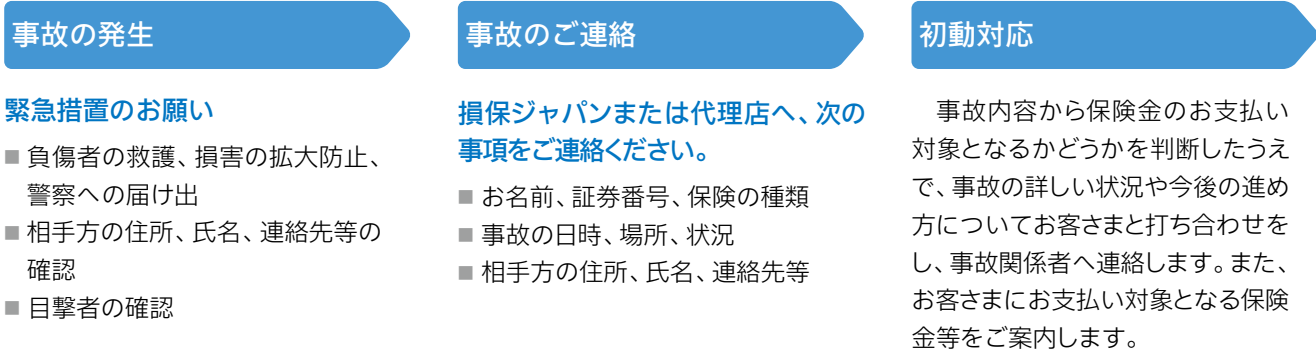 事故の発生
緊急措置のお願い
■ 負傷者の救護、損害の拡大防止、
警察への届け出
■ 相手方の住所、氏名、連絡先等の
確認
■ 目撃者の確認
事故のご連絡
損保ジャパンまたは代理店へ、次の
事項をご連絡ください。
■ お名前、証券番号、保険の種類
■ 事故の日時、場所、状況
■ 相手方の住所、氏名、連絡先等
初動対応
事故内容から保険金のお支払い
対象となるかどうかを判断したうえ
で、事故の詳しい状況や今後の進め
方についてお客さまと打ち合わせを
し、事故関係者へ連絡します。また、
お客さまにお支払い対象となる保険
金等をご案内します。